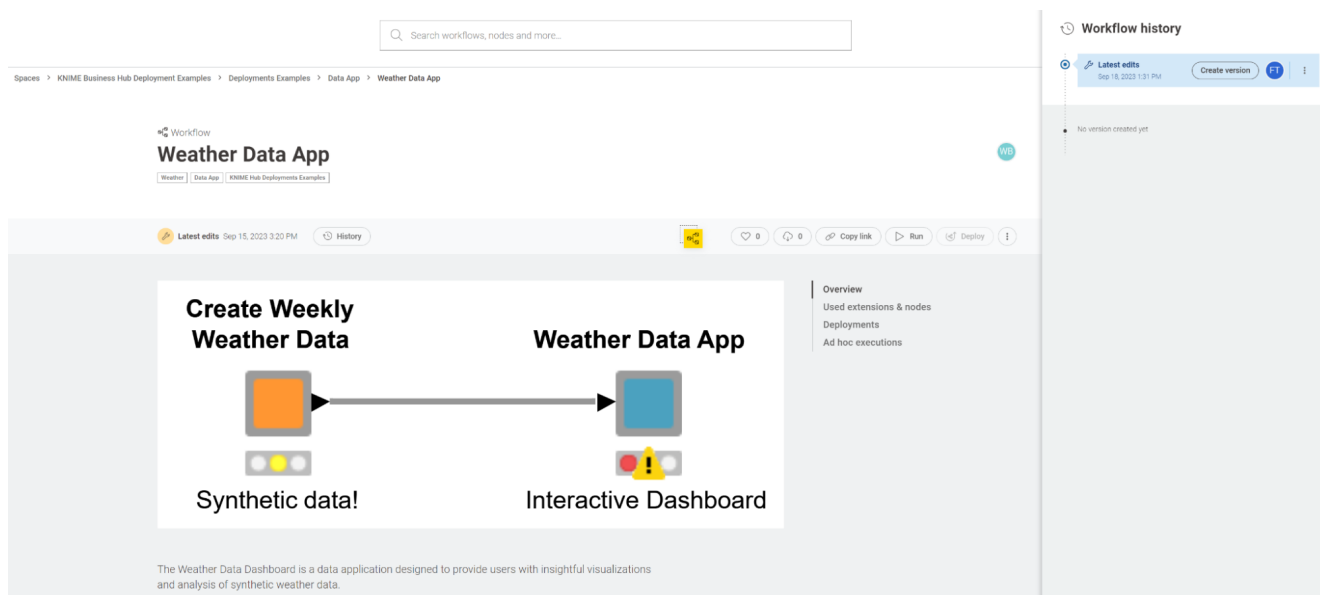 Search workflows, nodes and more...
Spaces > KNIME Business Hub Deployment Examples > Deployments Examples > Data App > Weather Data App
Workflow
Weather Data App
Weather Data App KNIME Hub Deployments Examples
WB
Latest edits Sep 15, 2023 3:20 PM History
0 0 Copy link Run Deploy
Create Weekly
Weather Data
Weather Data App
Synthetic data!
Interactive Dashboard
Overview
Used extensions & nodes
Deployments
Ad hoc executions
The Weather Data Dashboard is a data application designed to provide users with insightful visualizations
and analysis of synthetic weather data.
Workflow history
Latest edits
Sep 18, 2023 1:31 PM
Create version
FT
No version created yet